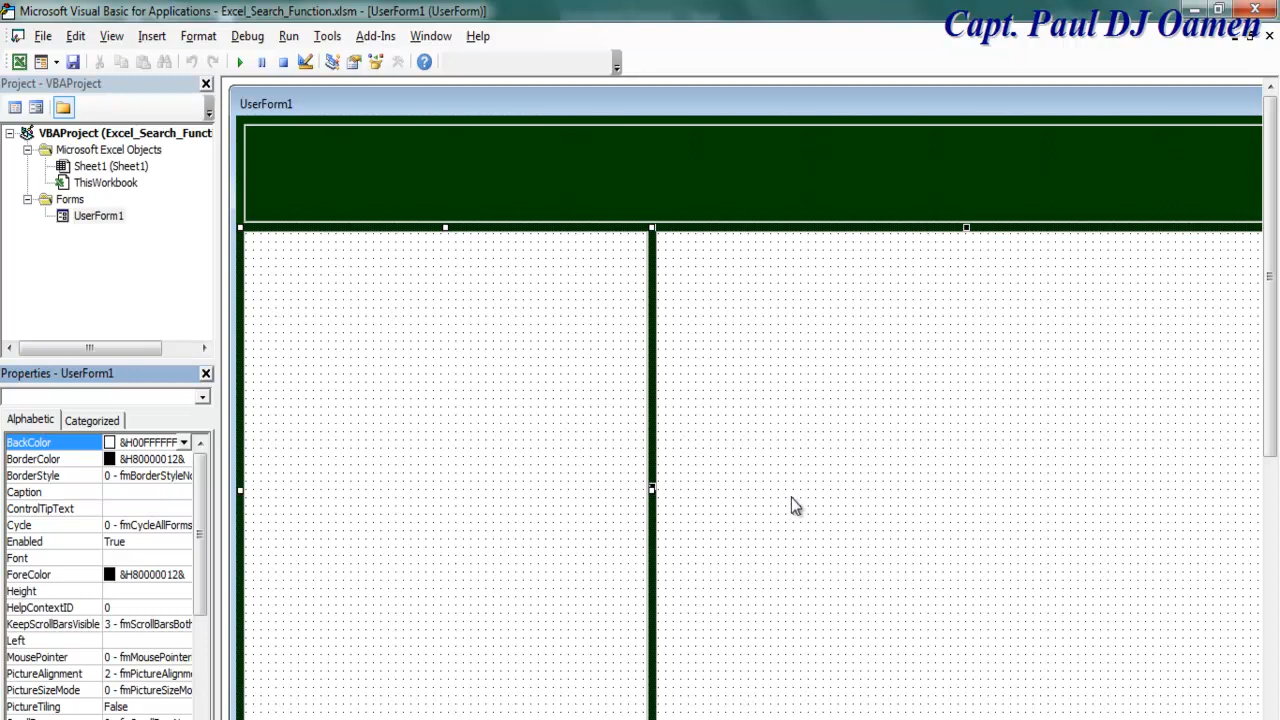 Microsoft Visual Basic for Applications - Excel_Search_Function.xlsm - [UserForm1 (UserForm)]
Capt. Paul DJ Oamen
File Edit View Insert Format Debug Run Tools Add-Ins Window Help
Project - VBAProject
UserForm1
VBAProject (Excel_Search_Funct
Microsoft Excel Objects
Sheet1 (Sheet1)
ThisWorkbook
Forms
UserForm1
Properties - UserForm1
Alphabetic Categorized
BackColor &H00FFFFFF
BorderColor &H80000012&
BorderStyle 0 - fmBorderStyleNo
Caption
ControlTipText
Cycle 0 - fmCycleAllForms
Enabled True
Font
ForeColor &H80000012&
Height
HelpContextID 0
KeepScrollBarsVisible 3 - fmScrollBarsBoth
Left
MousePointer 0 - fmMousePointer
PictureAlignment 2 - fmPictureAlignme
PictureSizeMode 0 - fmPictureSizeMo
PictureTiling False